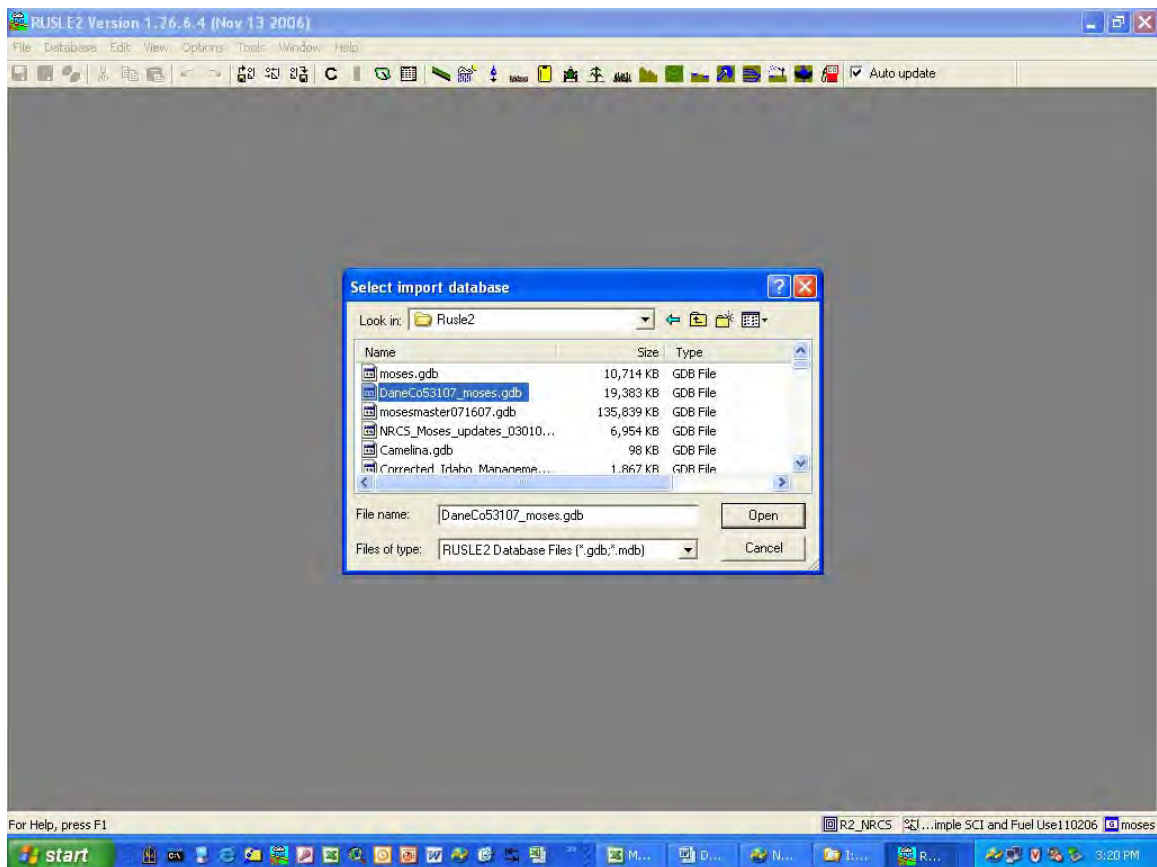 RUSLE2 Version 1.26.6.4 (Nov 13 2006)
File Database Edit View Options Tools Window Help
Auto update
Select import database
Look in: Rusle2
Name Size Type
moses.gdb 10,714 KB GDB File
DaneCo53107_moses.gdb 19,383 KB GDB File
mosesmaster071607.gdb 135,839 KB GDB File
NRCS_Moses_updates_03010... 6,954 KB GDB File
Camelina.gdb 98 KB GDB File
Corrected_Idaho_Manageme... 1,867 KB GDB File
File name: DaneCo53107_moses.gdb Open
Files of type: RUSLE2 Database Files (*.gdb;*.mdb) Cancel
For Help, press F1 R2_NRCS ...imple SCI and Fuel Use110206 moses
start M... D... N... R... 3:20 PM